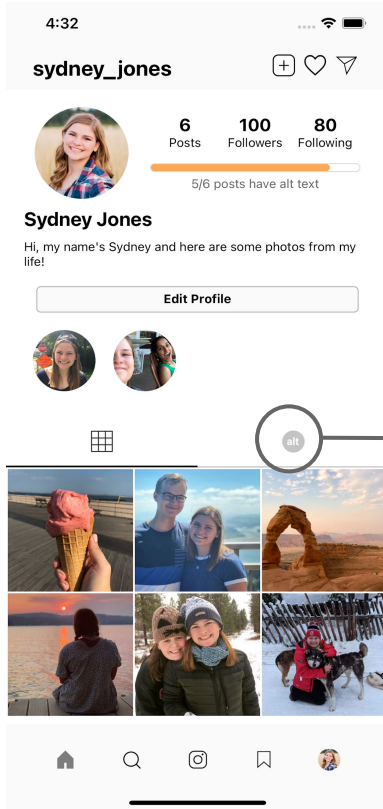 4:32
sydney_jones
6 100 80
Posts Followers Following
5/6 posts have alt text
Sydney Jones
Hi, my name's Sydney and here are some photos from my
life!
Edit Profile
alt